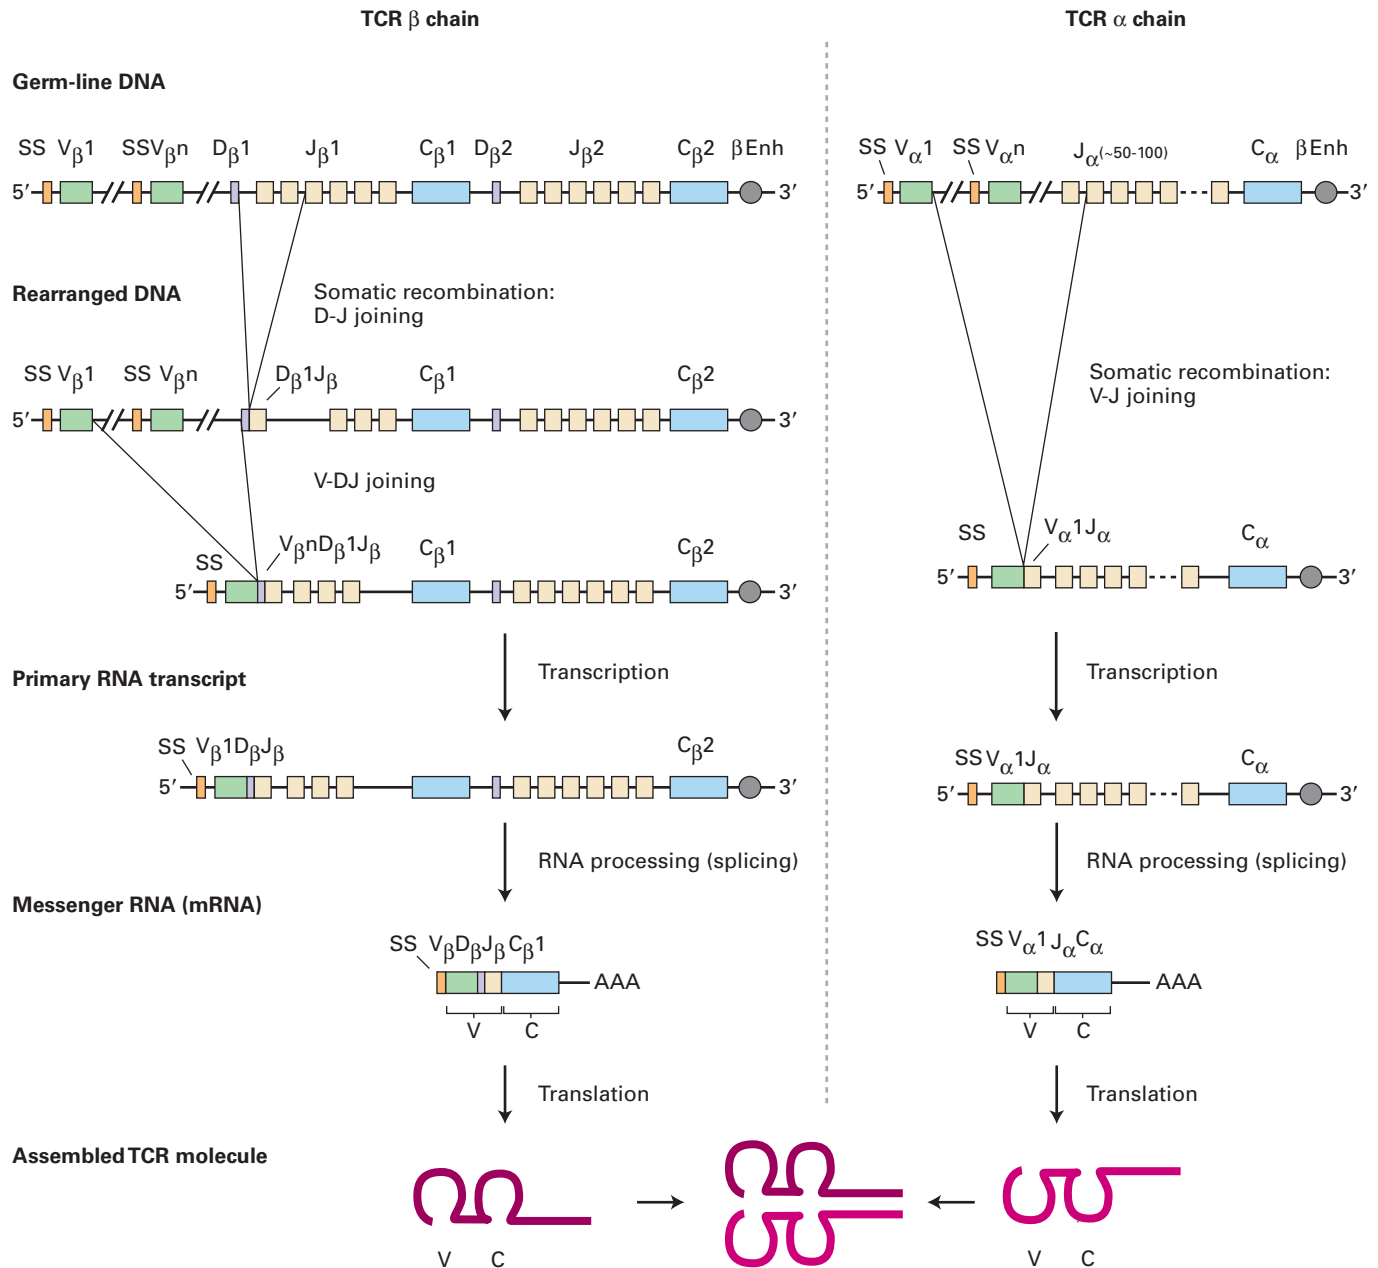 TCR β chain
TCR α chain
Germ-line DNA
SS Vβ1 SSVβn Dβ1 Jβ1 Cβ1 Dβ2 Jβ2 Cβ2 βEnh
5′ 3′
SS Vα1 SS Vαn Jα(~50-100) Cα βEnh
5′ 3′
Rearranged DNA
Somatic recombination:
D-J joining
SS Vβ1 SS Vβn Dβ1Jβ Cβ1 Cβ2
5′ 3′
Somatic recombination:
V-J joining
V-DJ joining
SS VβnDβ1Jβ Cβ1 Cβ2
5′ 3′
SS Vα1Jα Cα
5′ 3′
Transcription
Transcription
Primary RNA transcript
SS Vβ1DβJβ Cβ2
5′ 3′
SS Vα1Jα Cα
5′ 3′
RNA processing (splicing)
RNA processing (splicing)
Messenger RNA (mRNA)
SS VβDβJβCβ1
AAA
V C
SS Vα1 JαCα
AAA
V C
Translation
Translation
Assembled TCR molecule
V C
V C